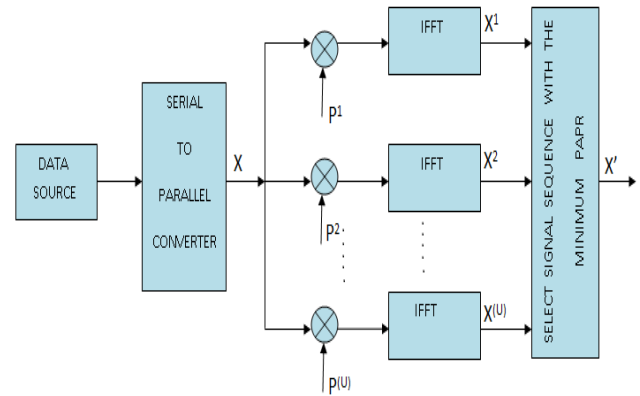 DATA
SOURCE
SERIAL
TO
PARALLEL
CONVERTER
X
P1
IFFT
X1
P2
IFFT
X2
P(U)
IFFT
X(U)
SELECT SIGNAL SEQUENCE WITH THE
MINIMUM PAPR
X'